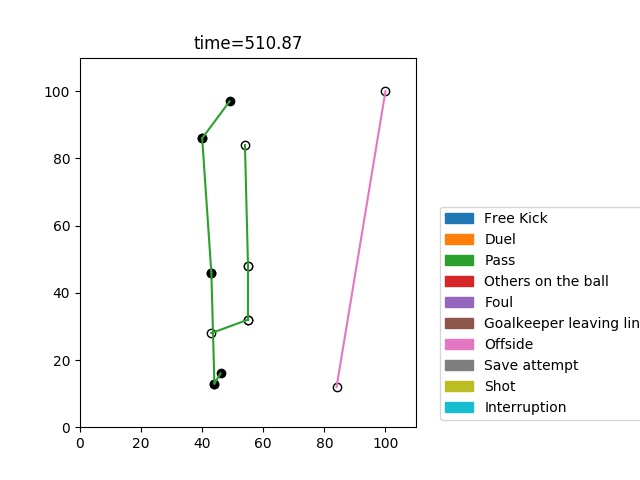 time=510.87
100
80
60
40
20
0
0 20 40 60 80 100
Free Kick
Duel
Pass
Others on the ball
Foul
Goalkeeper leaving lin
Offside
Save attempt
Shot
Interruption